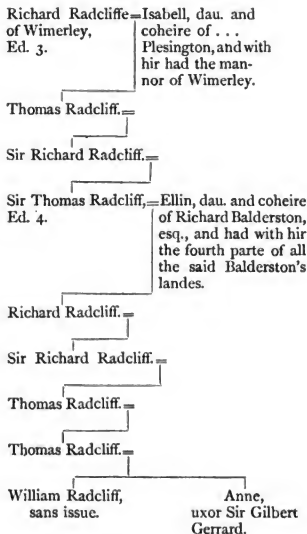 Richard Radcliffe=Isabell, dau. and
of Wimerley, coheire of . . .
Ed. 3. Plesington, and with
hir had the man-
nor of Wimerley.
Thomas Radcliff.=
Sir Richard Radcliff.=
Sir Thomas Radcliff,=Ellin, dau. and coheire
Ed. 4. of Richard Balderston,
esq., and had with hir
the fourth parte of all
the said Balderston's
landes.
Richard Radcliff.=
Sir Richard Radcliff.=
Thomas Radcliff.=
Thomas Radcliff.=
William Radcliff, Anne,
sans issue. uxor Sir Gilbert
Gerrard.